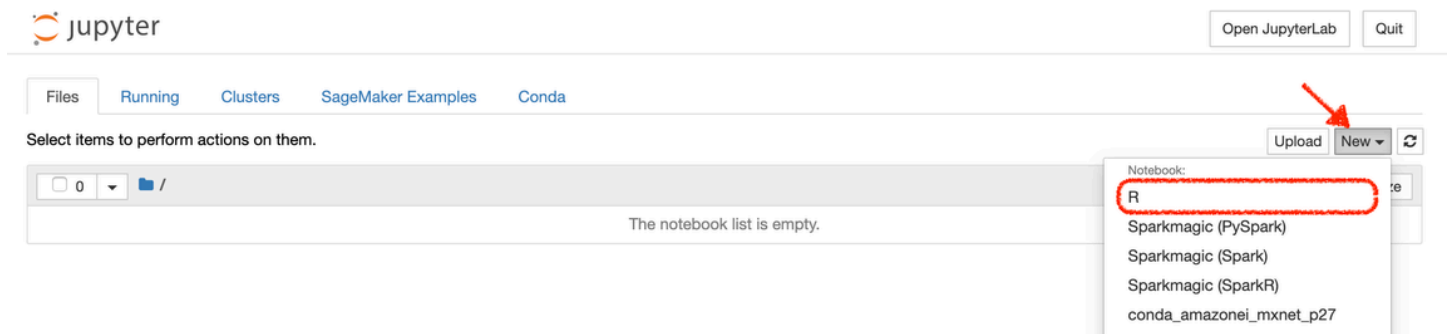 jupyter
Open JupyterLab Quit
Files Running Clusters SageMaker Examples Conda
Select items to perform actions on them.
Upload New
0 /
Notebook:
R
The notebook list is empty.
Sparkmagic (PySpark)
Sparkmagic (Spark)
Sparkmagic (SparkR)
conda_amazonei_mxnet_p27